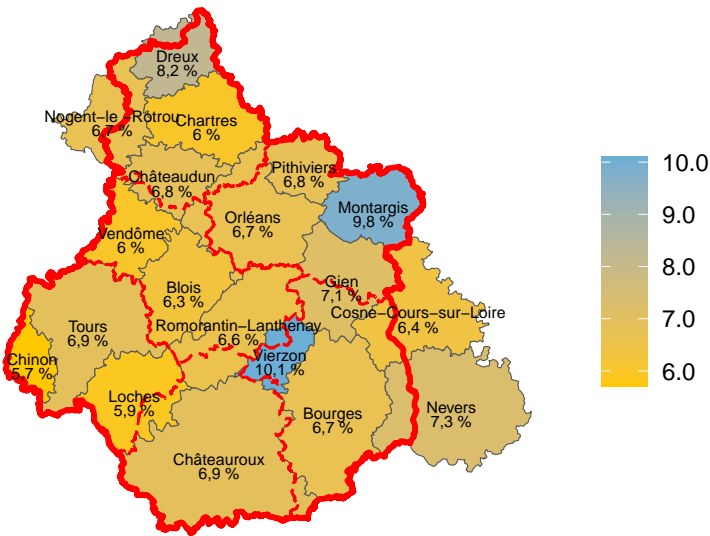 Dreux
8,2 %
Nogent−le −Rotrou
6,7 %
Chartres
6 %
Châteaudun
6,8 %
Pithiviers
6,8 %
Montargis
9,8 %
Orléans
6,7 %
Vendôme
6 %
Blois
6,3 %
Gien
7,1 %
Cosne−Cours−sur−Loire
6,4 %
Romorantin−Lanthenay
6,6 %
Tours
6,9 %
Vierzon
10,1 %
Chinon
5,7 %
Loches
5,9 %
Bourges
6,7 %
Nevers
7,3 %
Châteauroux
6,9 %
10.0
9.0
8.0
7.0
6.0